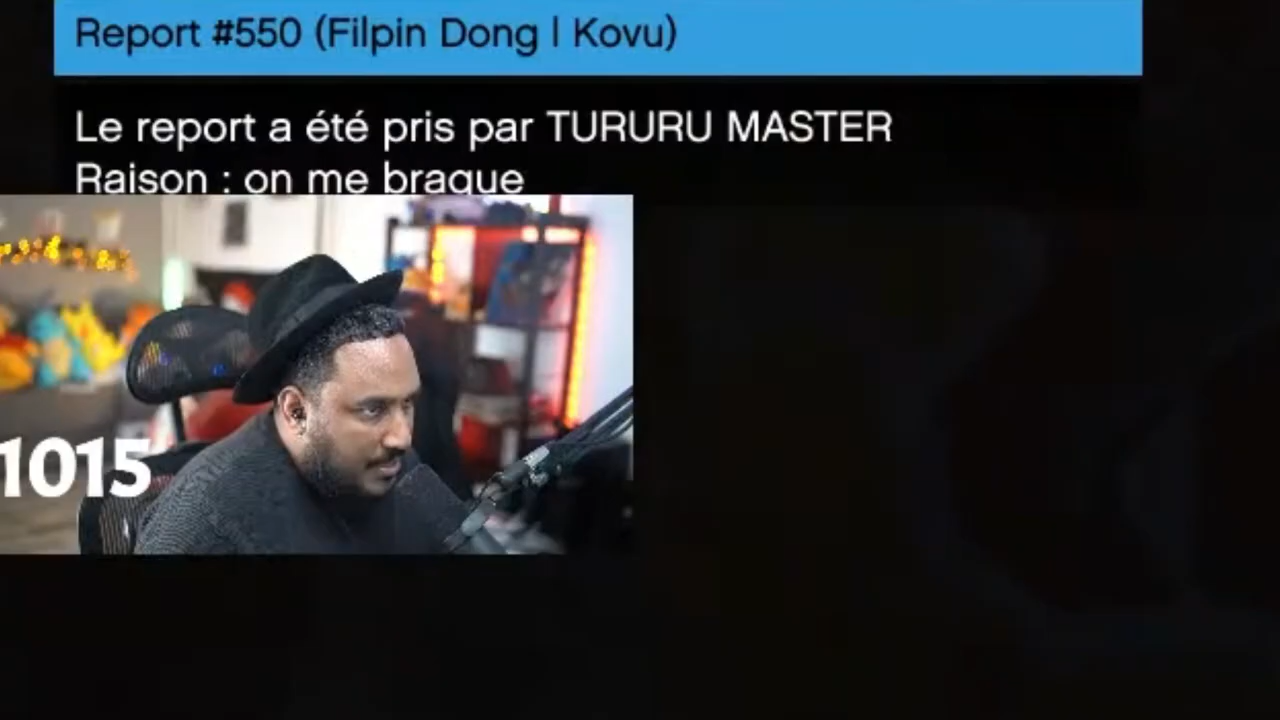 Report #550 (Filpin Dong | Kovu)
Le report a été pris par TURURU MASTER
Raison : on me braque
1015